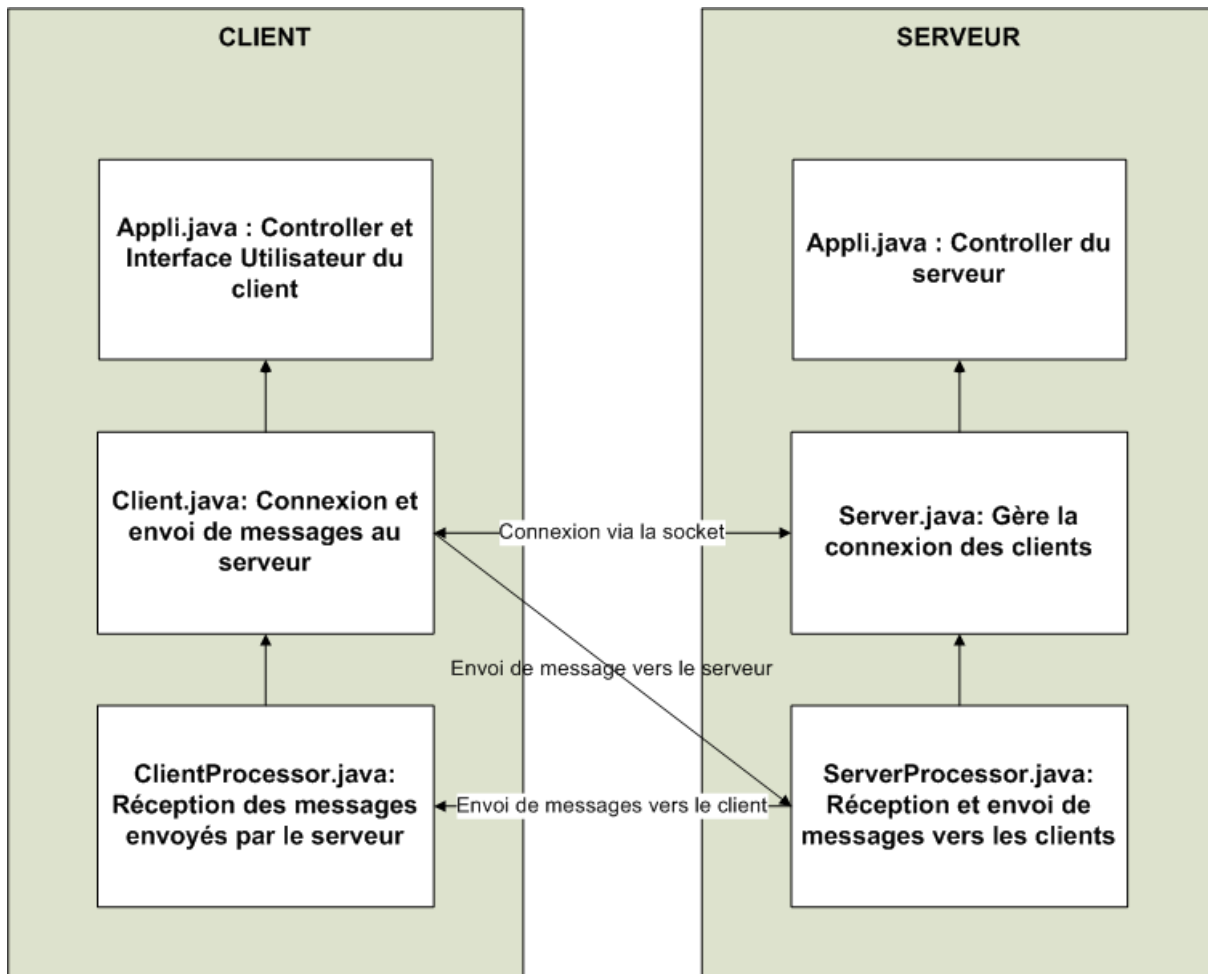 CLIENT
Appli.java : Controller et
Interface Utilisateur du
client
Client.java: Connexion et
envoi de messages au
serveur
ClientProcessor.java:
Réception des messages
envoyés par le serveur
Connexion via la socket
Envoi de message vers le serveur
Envoi de messages vers le client
SERVEUR
Appli.java : Controller du
serveur
Server.java: Gère la
connexion des clients
ServerProcessor.java:
Réception et envoi de
messages vers les clients